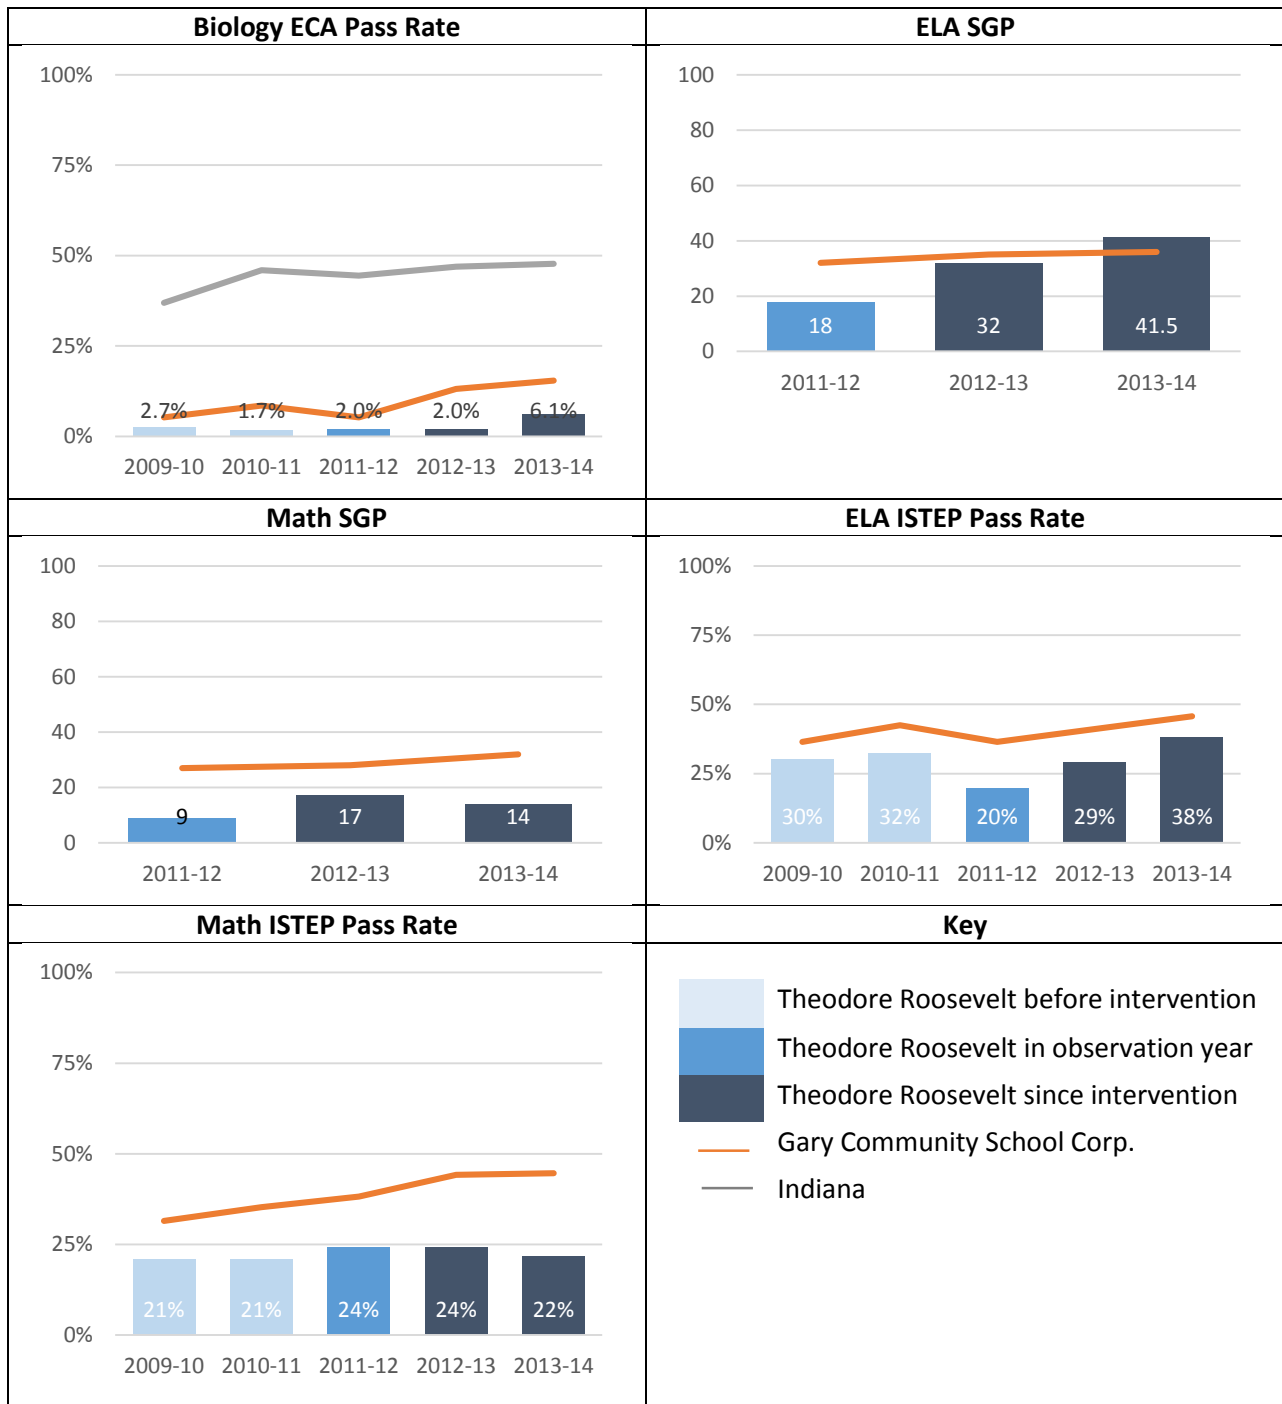 Biology ECA Pass Rate
100%
75%
50%
25%
0%
2.7% 1.7% 2.0% 2.0% 6.1%
2009-10 2010-11 2011-12 2012-13 2013-14
ELA SGP
100
80
60
40
20
0
18 32 41.5
2011-12 2012-13 2013-14
Math SGP
100
80
60
40
20
0
9 17 14
2011-12 2012-13 2013-14
ELA ISTEP Pass Rate
100%
75%
50%
25%
0%
30% 32% 20% 29% 38%
2009-10 2010-11 2011-12 2012-13 2013-14
Math ISTEP Pass Rate
100%
75%
50%
25%
0%
21% 21% 24% 24% 22%
2009-10 2010-11 2011-12 2012-13 2013-14
Key
Theodore Roosevelt before intervention
Theodore Roosevelt in observation year
Theodore Roosevelt since intervention
Gary Community School Corp.
Indiana